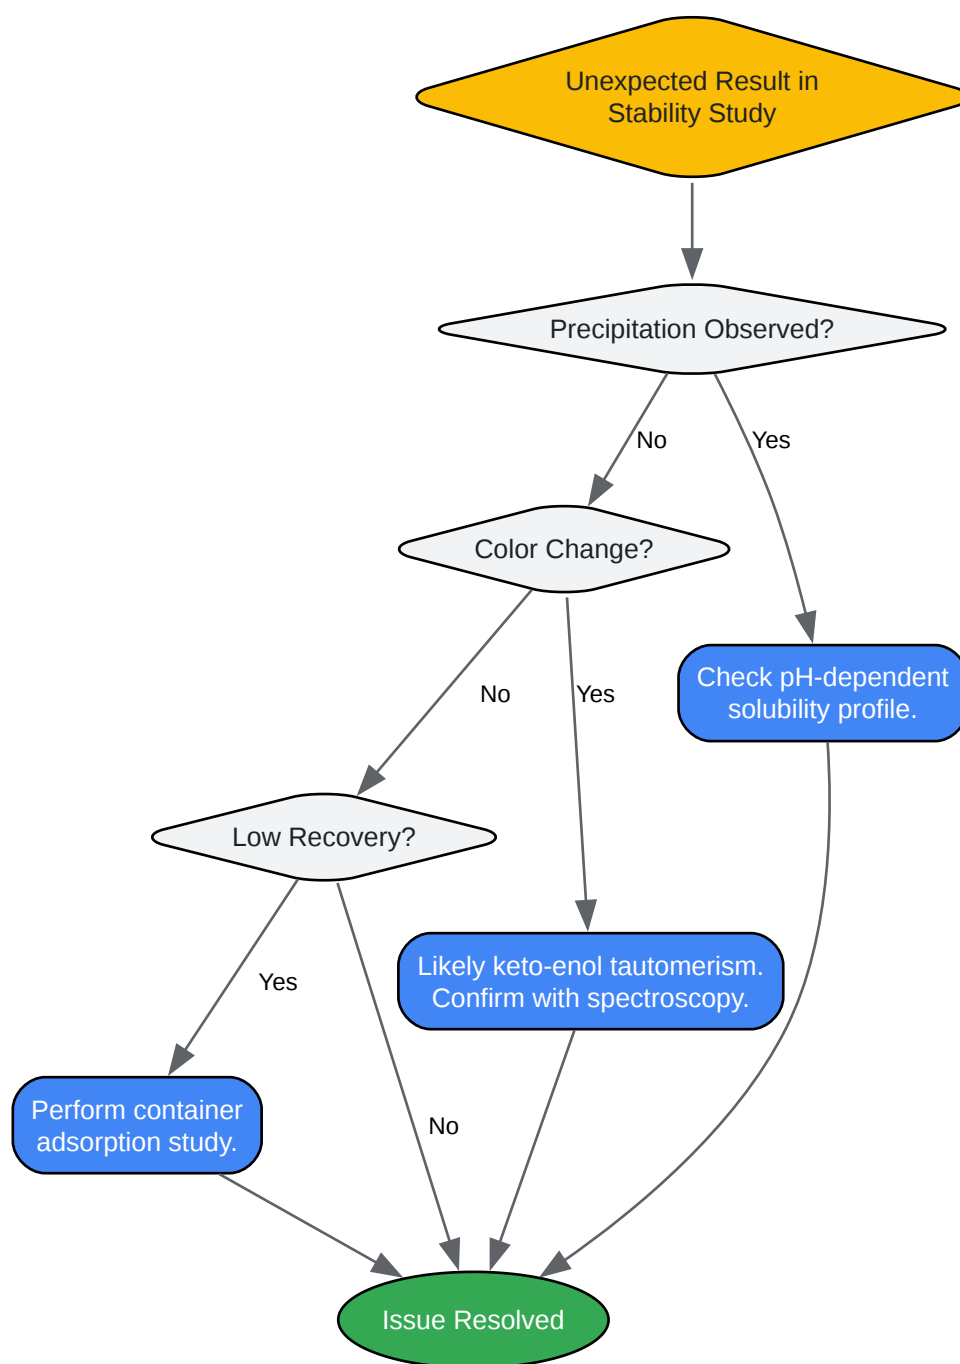 Unexpected Result in
Stability Study
Precipitation Observed?
No
Yes
Color Change?
Check pH-dependent
solubility profile.
No
Yes
Low Recovery?
Likely keto-enol tautomerism.
Confirm with spectroscopy.
Yes
Perform container
adsorption study.
No
Issue Resolved